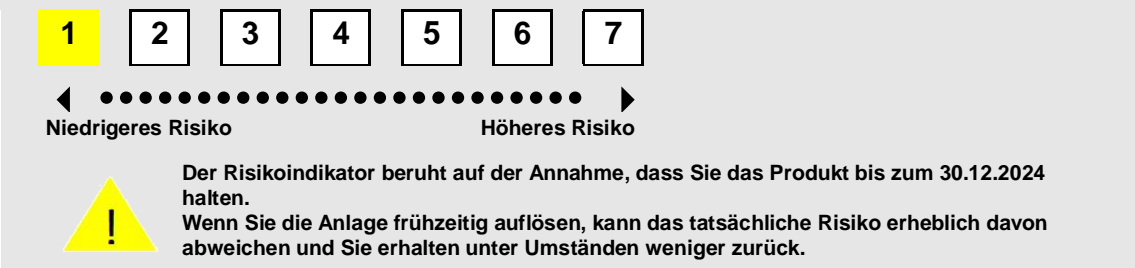 1 2 3 4 5 6 7
Niedrigeres Risiko Höheres Risiko
Der Risikoindikator beruht auf der Annahme, dass Sie das Produkt bis zum 30.12.2024
halten.
Wenn Sie die Anlage frühzeitig auflösen, kann das tatsächliche Risiko erheblich davon
abweichen und Sie erhalten unter Umständen weniger zurück.
!